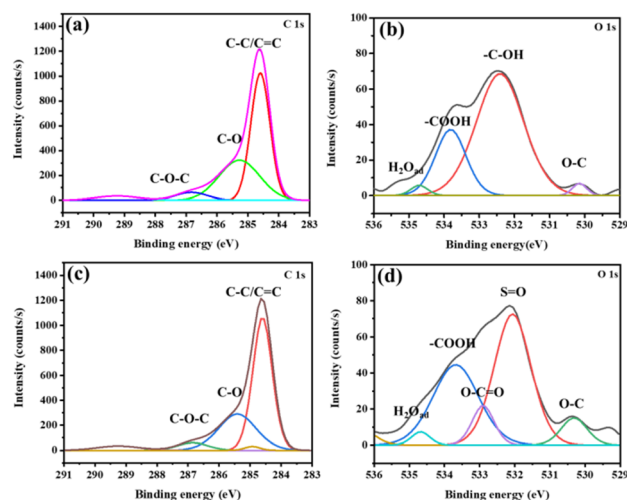 (a)
C 1s
C-C/C=C
C-O
C-O-C
Intensity (counts/s)
1400
1200
1000
800
600
400
200
0
291 290 289 288 287 286 285 284 283
Binding energy (eV)
(b)
O 1s
-C-OH
-COOH
H₂Oad
O-C
Intensity (counts/s)
100
80
60
40
20
0
536 535 534 533 532 531 530 529
Binding energy(eV)
(c)
C 1s
C-C/C=C
C-O
C-O-C
Intensity (counts/s)
1400
1200
1000
800
600
400
200
0
291 290 289 288 287 286 285 284 283
Binding energy (eV)
(d)
O 1s
S=O
-COOH
O-C=O
H₂Oad
O-C
Intensity (counts/s)
100
80
60
40
20
0
536 535 534 533 532 531 530 529
Binding energy (eV)